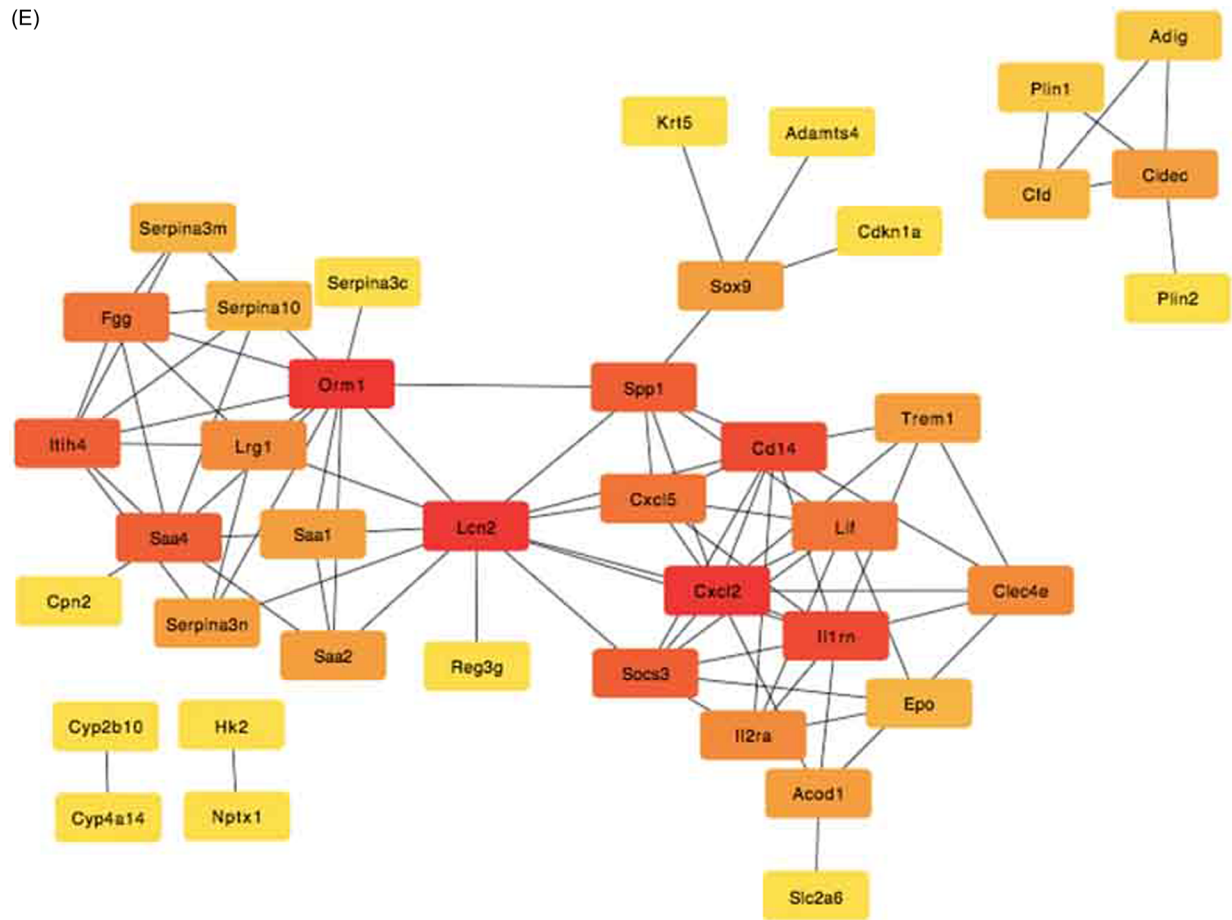 (E)
Adig
Plin1
Krt5
Adamts4
Cidec
Cfd
Serpina3m
Cdkn1a
Serpina3c
Sox9
Plin2
Serpina10
Fgg
Orm1
Spp1
Trem1
Itih4
Lrg1
Cd14
Cxcl5
Lcn2
Lif
Saa4
Saa1
Cxcl2
Clec4e
Cpn2
Serpina3n
Il1rn
Saa2
Reg3g
Socs3
Epo
Cyp2b10
Hk2
Il2ra
Acod1
Cyp4a14
Nptx1
Slc2a6